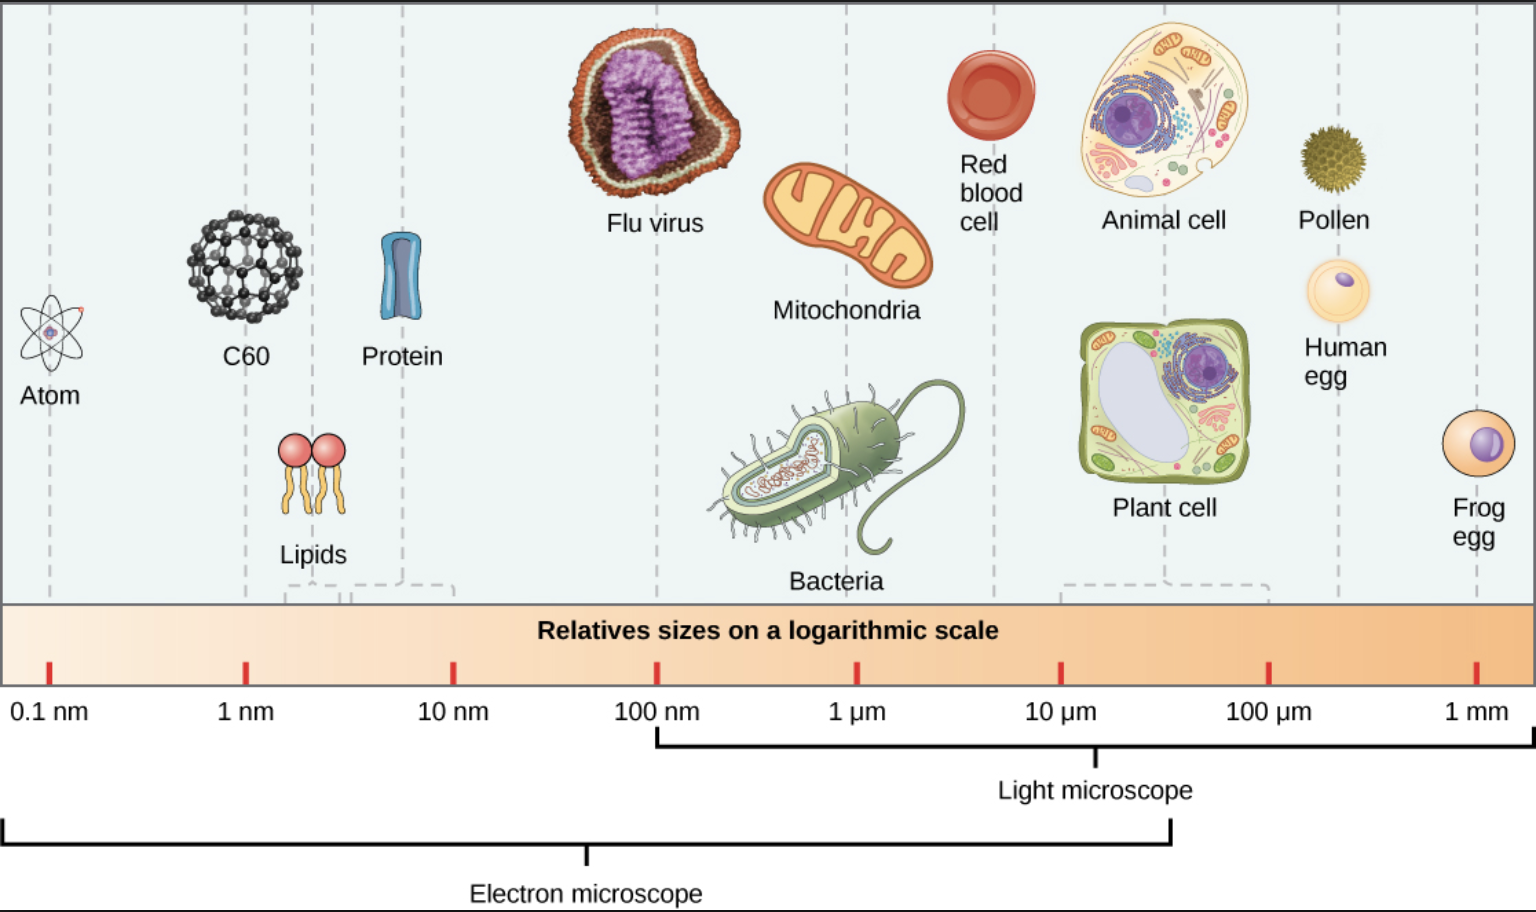 Flu virus
Red
blood
cell
Animal cell
Pollen
Mitochondria
C60
Protein
Human
egg
Atom
Plant cell
Frog
egg
Lipids
Bacteria
Relatives sizes on a logarithmic scale
0.1 nm 1 nm 10 nm 100 nm 1 μm 10 μm 100 μm 1 mm
Light microscope
Electron microscope